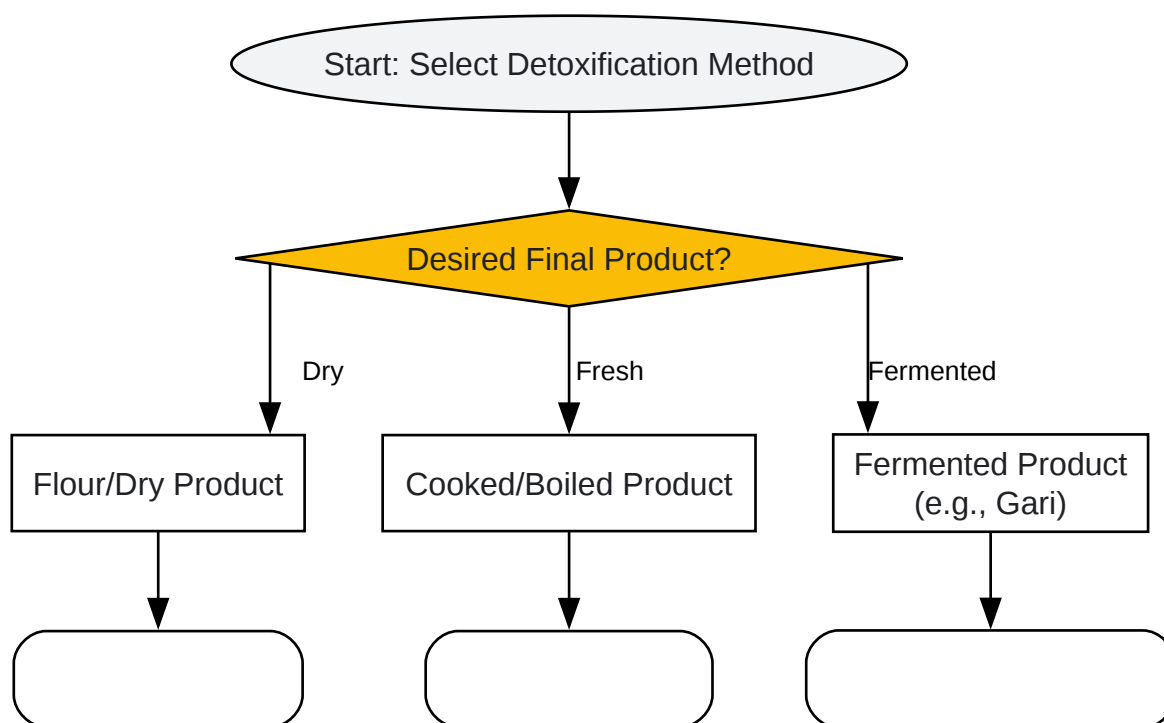 Start: Select Detoxification Method
Desired Final Product?
Dry
Fresh
Fermented
Flour/Dry Product
Cooked/Boiled Product
Fermented Product
(e.g., Gari)